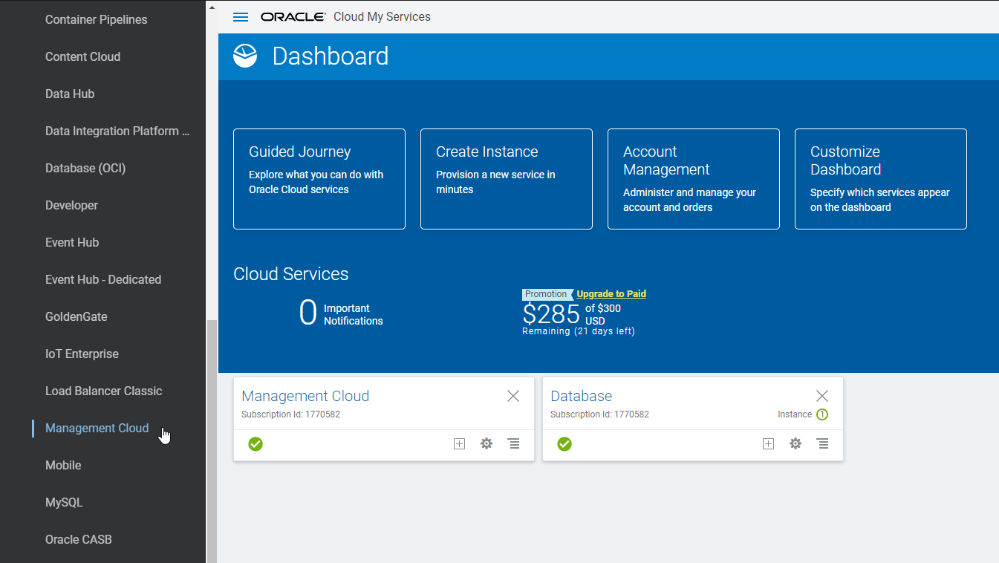 Container Pipelines
Content Cloud
Data Hub
Data Integration Platform ...
Database (OCI)
Developer
Event Hub
Event Hub - Dedicated
GoldenGate
IoT Enterprise
Load Balancer Classic
Management Cloud
Mobile
MySQL
Oracle CASB
ORACLE® Cloud My Services
Dashboard
Guided Journey
Explore what you can do with
Oracle Cloud services
Create Instance
Provision a new service in
minutes
Account
Management
Administer and manage your
account and orders
Customize
Dashboard
Specify which services appear
on the dashboard
Cloud Services
0 Important
Notifications
Promotion Upgrade to Paid
$285 of $300
USD
Remaining (21 days left)
Management Cloud
Subscription Id: 1770582
Database
Subscription Id: 1770582
Instance 1